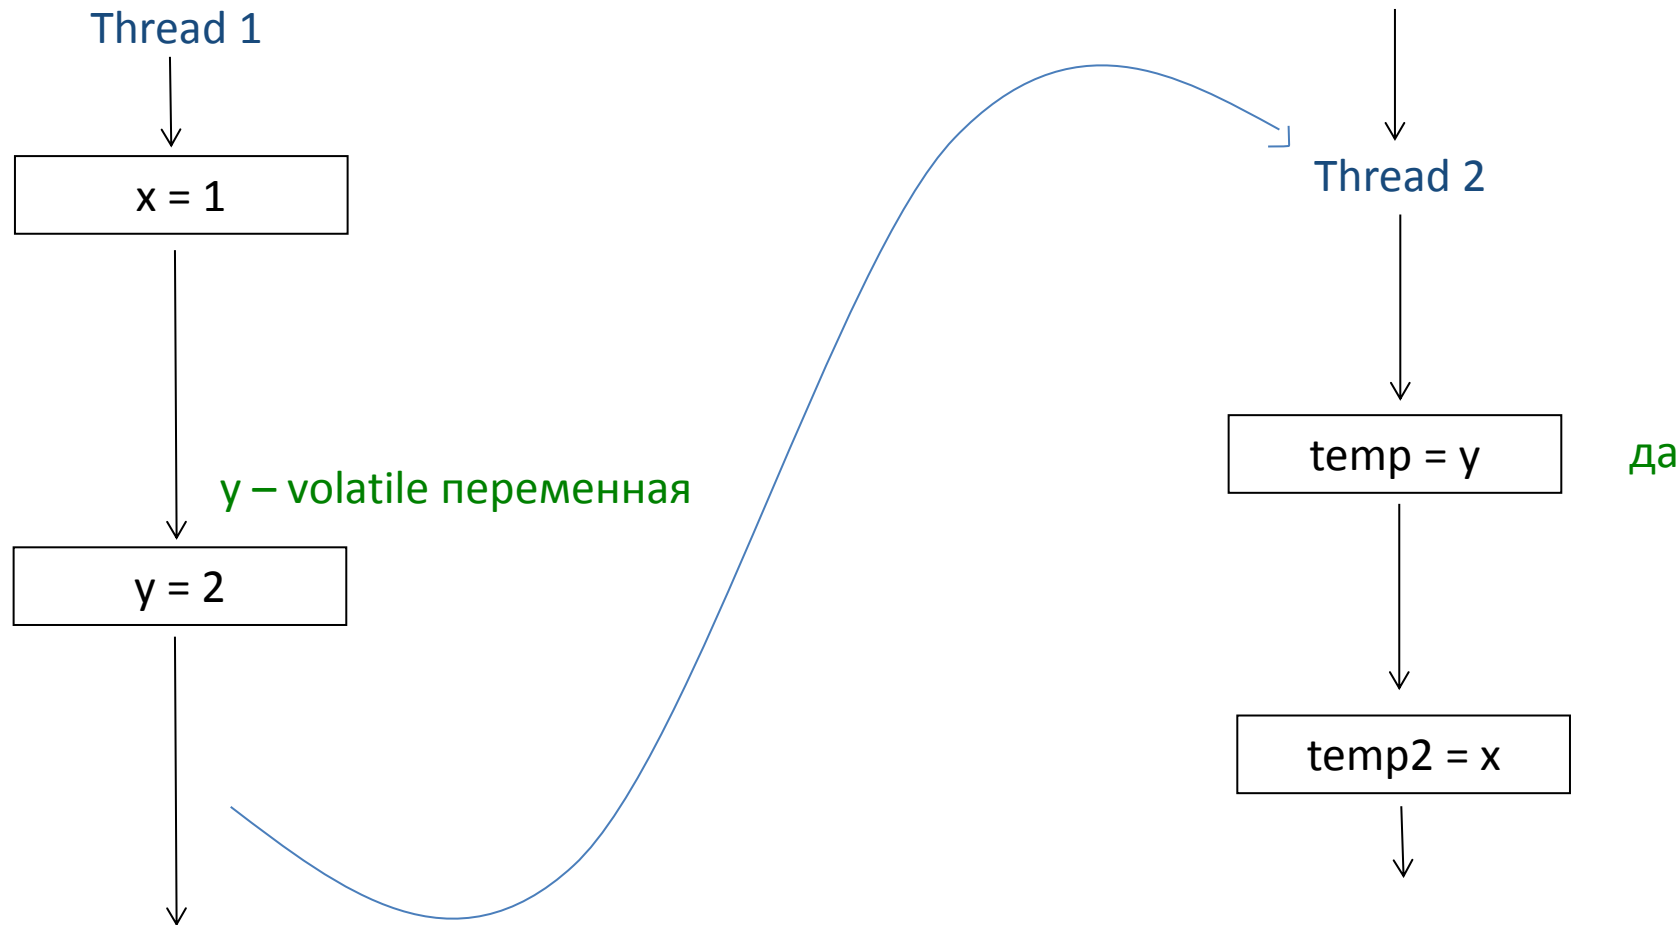 Thread 1
x = 1
y – volatile переменная
y = 2
Thread 2
temp = y
да
temp2 = x